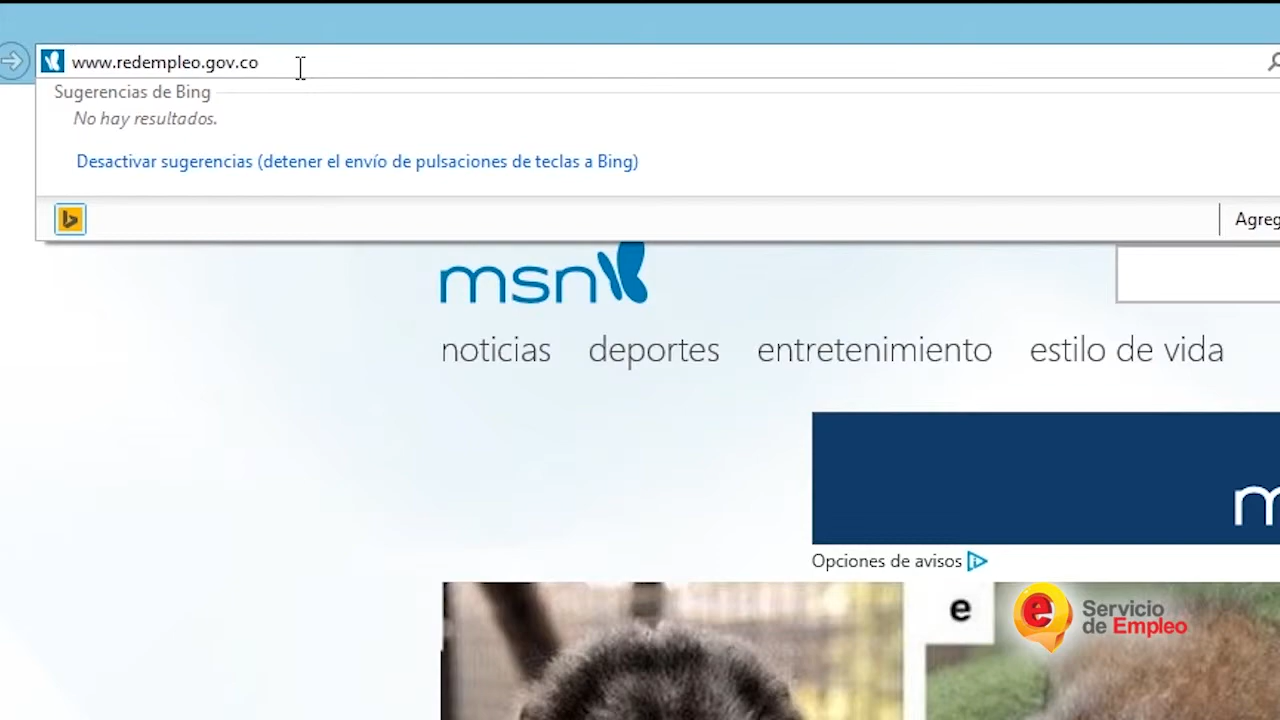 www.redempleo.gov.co
Sugerencias de Bing
No hay resultados.
Desactivar sugerencias (detener el envío de pulsaciones de teclas a Bing)
Agreg
msn
noticias deportes entretenimiento estilo de vida
m
Opciones de avisos
e
e Servicio
de Empleo